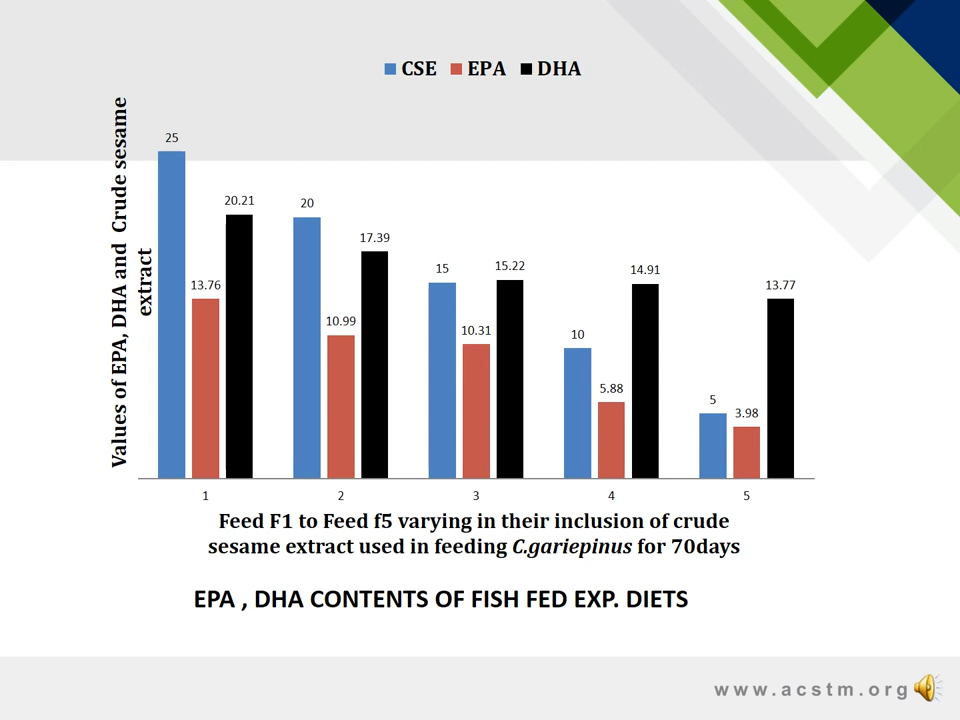 CSE EPA DHA
Values of EPA, DHA and Crude sesame
extract
25
13.76
20.21
20
10.99
17.39
15
10.31
15.22
10
5.88
14.91
5
3.98
13.77
1 2 3 4 5
Feed F1 to Feed f5 varying in their inclusion of crude
sesame extract used in feeding C.gariepinus for 70days
EPA , DHA CONTENTS OF FISH FED EXP. DIETS
www.acstm.org